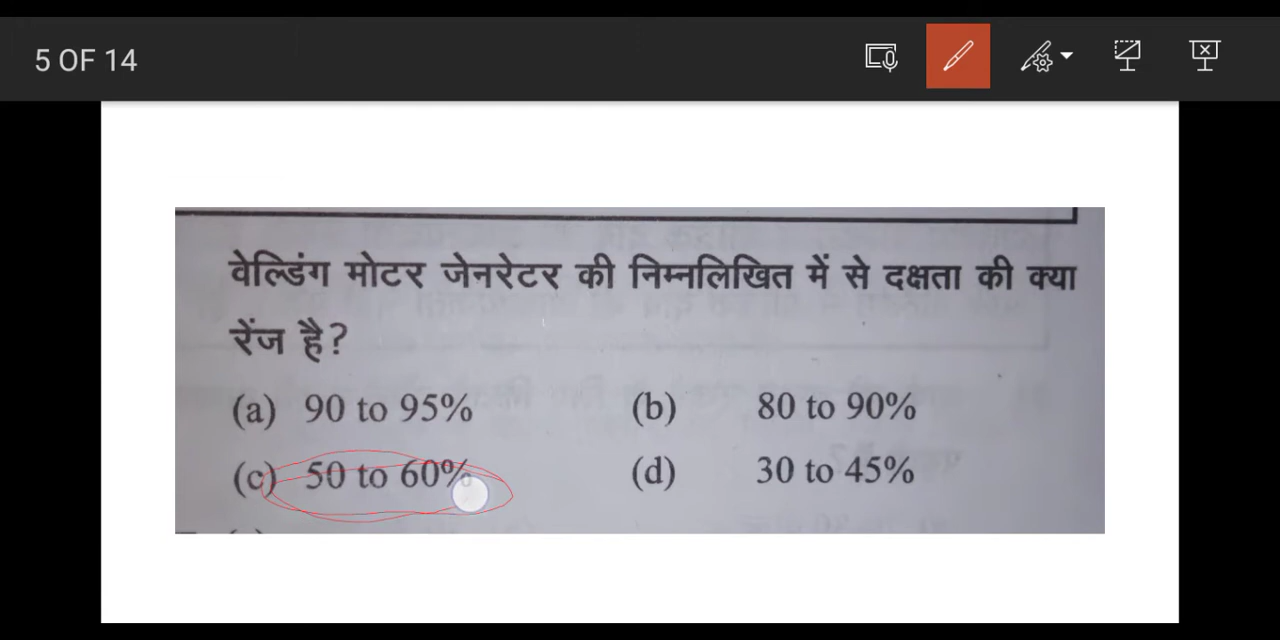 5 OF 14
वेल्डिंग मोटर जेनरेटर की निम्नलिखित में से दक्षता की क्या
रेंज है?
(a) 90 to 95% (b) 80 to 90%
(c) 50 to 60% (d) 30 to 45%